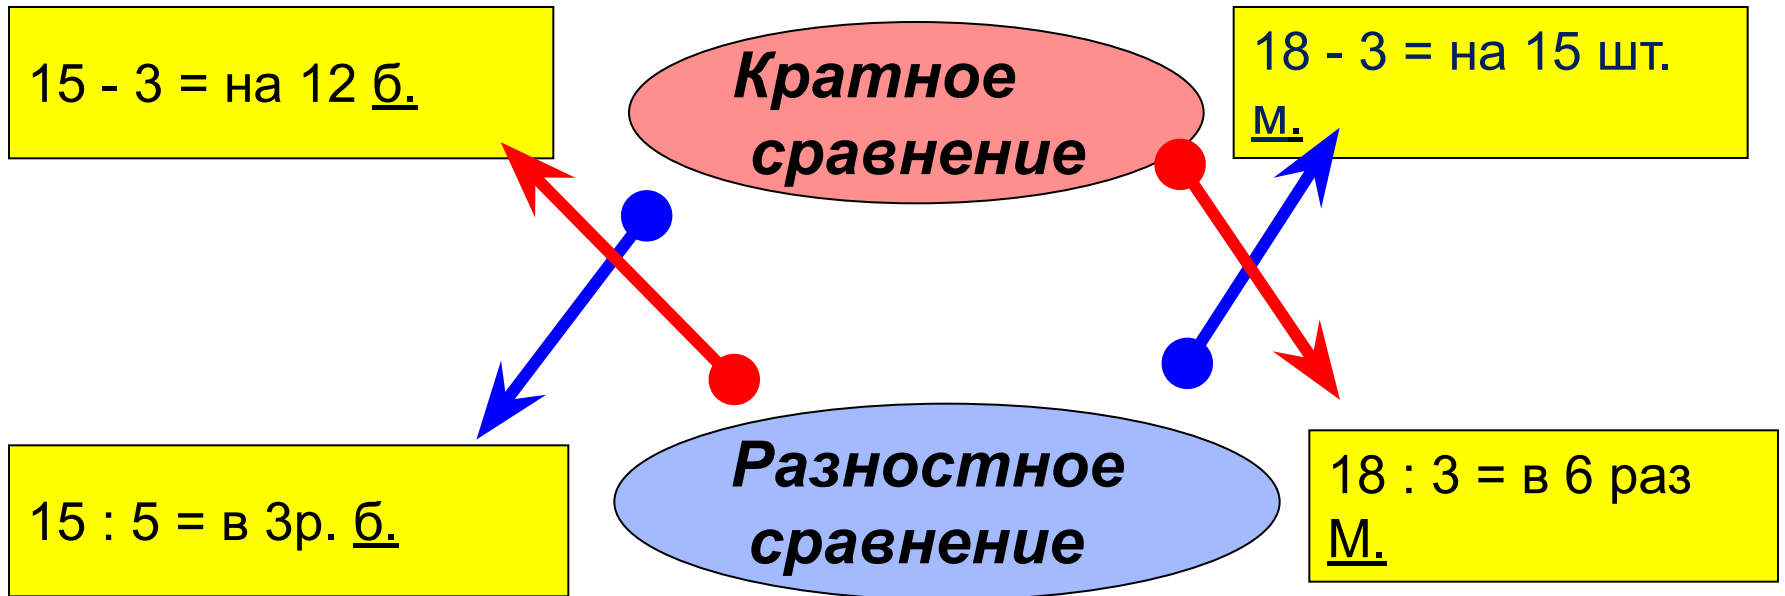 15 - 3 = на 12 б.
Кратное
сравнение
18 - 3 = на 15 шт.
м.
15 : 5 = в 3р. б.
Разностное
сравнение
18 : 3 = в 6 раз
М.